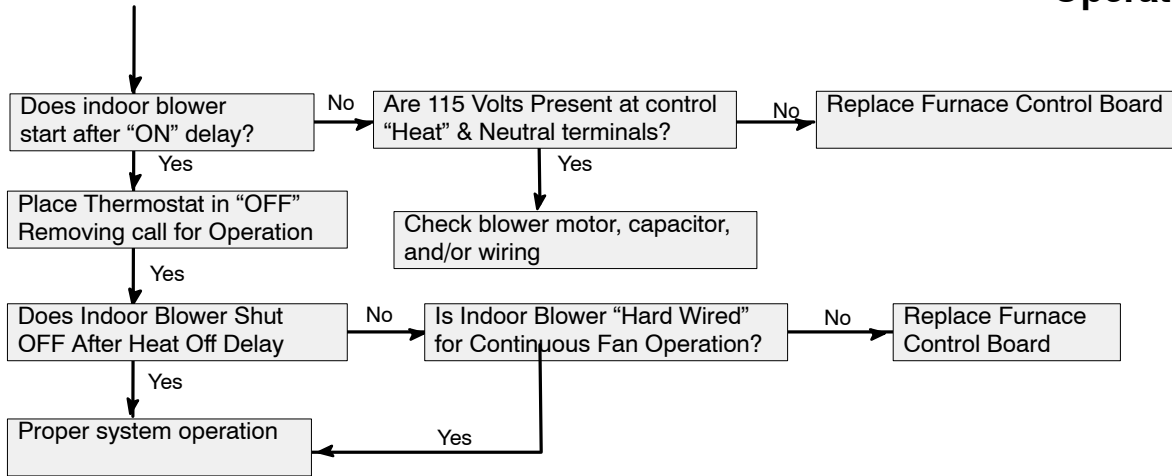 Does indoor blower
start after “ON” delay?
No
Are 115 Volts Present at control
“Heat” & Neutral terminals?
No
Replace Furnace Control Board
Yes
Yes
Place Thermostat in “OFF”
Removing call for Operation
Check blower motor, capacitor,
and/or wiring
Yes
Does Indoor Blower Shut
OFF After Heat Off Delay
No
Is Indoor Blower “Hard Wired”
for Continuous Fan Operation?
No
Replace Furnace
Control Board
Yes
Proper system operation
Yes